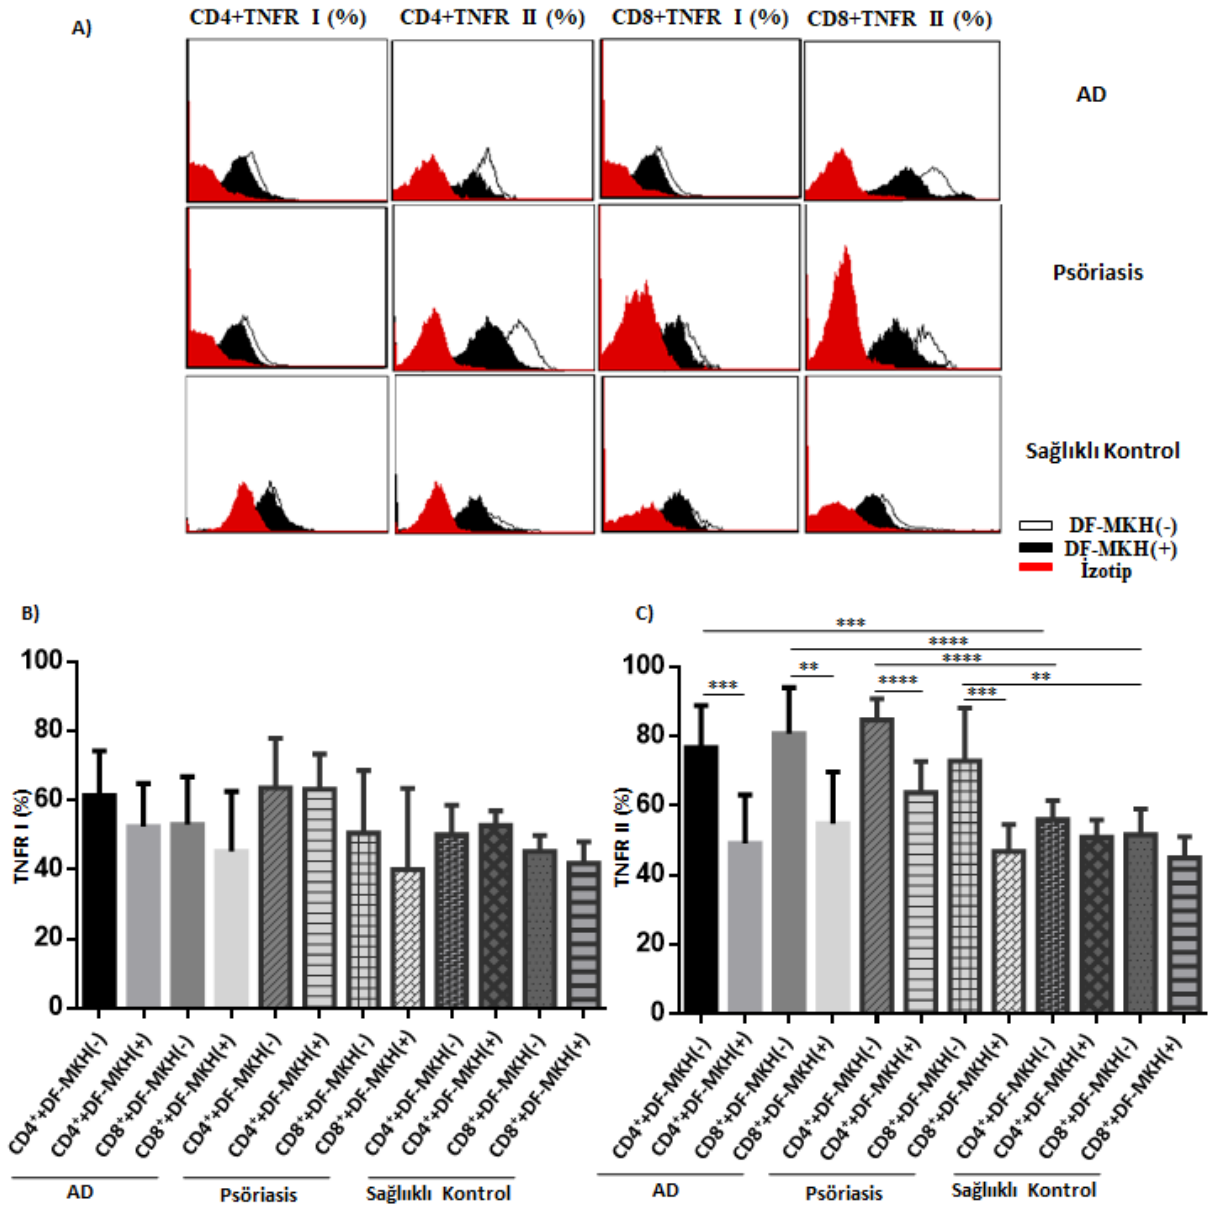 A)
CD4+TNFR I (%)
CD4+TNFR II (%)
CD8+TNFR I (%)
CD8+TNFR II (%)
AD
Psöriasis
Sağlıklı Kontrol
DF-MKH(-)
DF-MKH(+)
İzotip
B)
TNFR I (%)
100
80
60
40
20
0
CD4⁺+DF-MKH(-)
CD4⁺+DF-MKH(+)
CD8⁺+DF-MKH(-)
CD8⁺+DF-MKH(+)
CD4⁺+DF-MKH(-)
CD4⁺+DF-MKH(+)
CD8⁺+DF-MKH(-)
CD8⁺+DF-MKH(+)
CD4⁺+DF-MKH(-)
CD4⁺+DF-MKH(+)
CD8⁺+DF-MKH(-)
CD8⁺+DF-MKH(+)
AD
Psöriasis
Sağlııklı Kontrol
C)
***
****
****
**
***
**
****
***
TNFR II (%)
100
80
60
40
20
0
CD4⁺+DF-MKH(-)
CD4⁺+DF-MKH(+)
CD8⁺+DF-MKH(-)
CD8⁺+DF-MKH(+)
CD4⁺+DF-MKH(-)
CD4⁺+DF-MKH(+)
CD8⁺+DF-MKH(-)
CD8⁺+DF-MKH(+)
CD4⁺+DF-MKH(-)
CD4⁺+DF-MKH(+)
CD8⁺+DF-MKH(-)
CD8⁺+DF-MKH(+)
AD
Psöriasis
Sağlııklı Kontrol